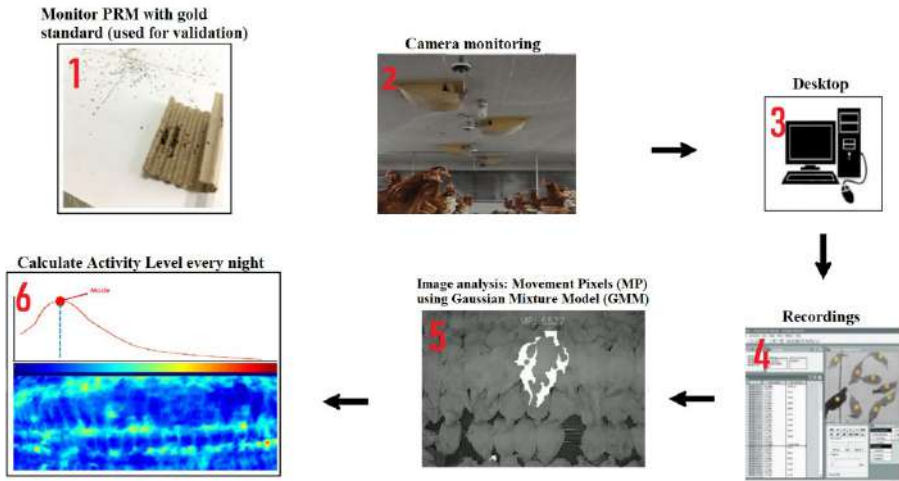 Monitor PRM with gold
standard (used for validation)
1
Camera monitoring
2
Desktop
3
Recordings
4
Image analysis: Movement Pixels (MP)
using Gaussian Mixture Model (GMM)
5
Calculate Activity Level every night
6
Mode